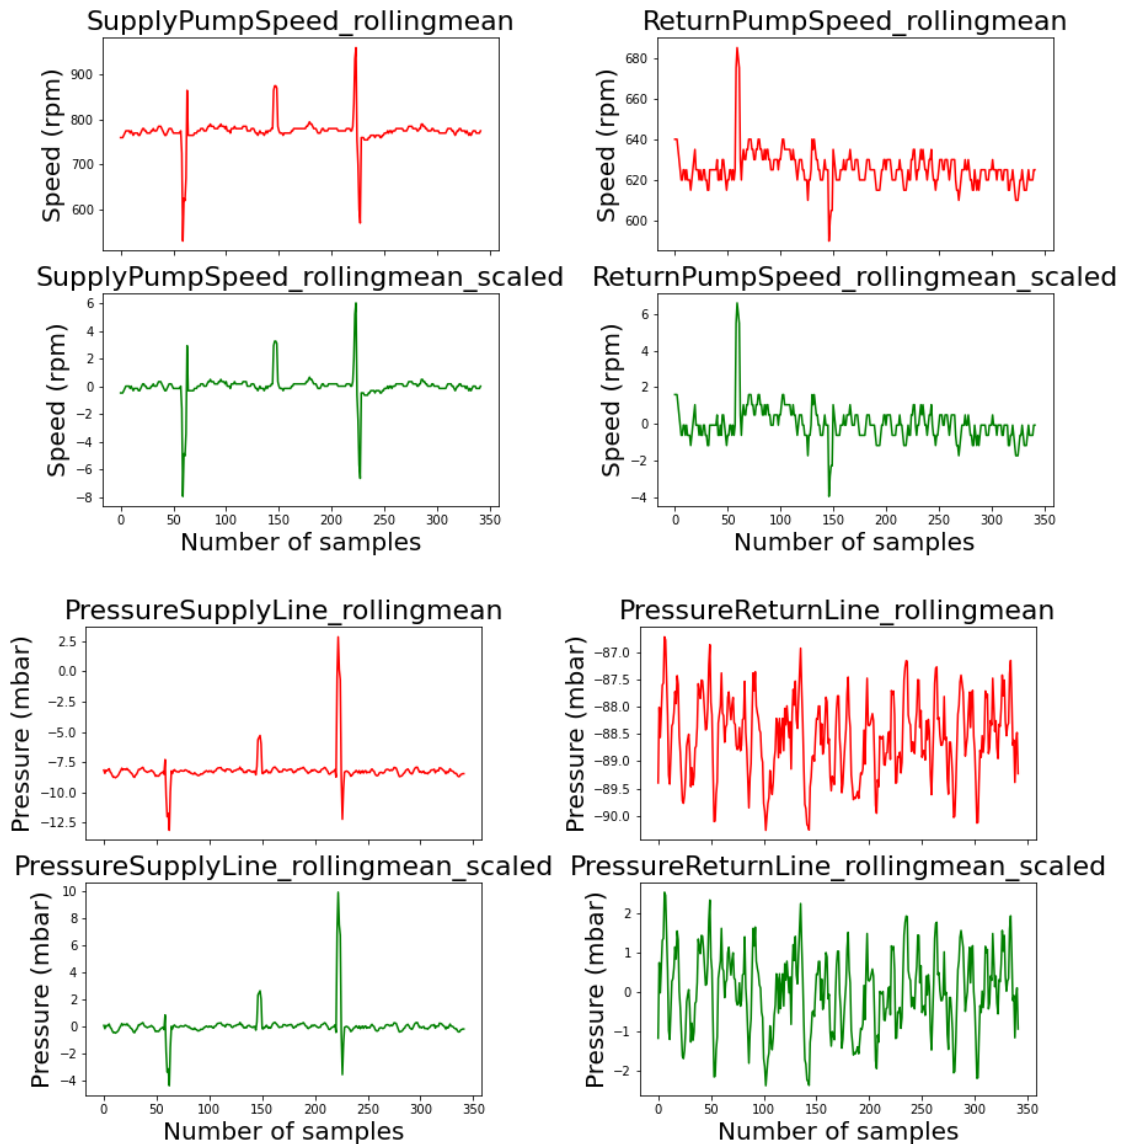 SupplyPumpSpeed_rollingmean
ReturnPumpSpeed_rollingmean
Speed (rpm)
900
800
700
600
Speed (rpm)
680
660
640
620
600
SupplyPumpSpeed_rollingmean_scaled
ReturnPumpSpeed_rollingmean_scaled
Speed (rpm)
6
4
2
0
−2
−4
−6
−8
0 50 100 150 200 250 300 350
Number of samples
Speed (rpm)
6
4
2
0
−2
−4
0 50 100 150 200 250 300 350
Number of samples
PressureSupplyLine_rollingmean
PressureReturnLine_rollingmean
Pressure (mbar)
2.5
0.0
−2.5
−5.0
−7.5
−10.0
−12.5
Pressure (mbar)
−87.0
−87.5
−88.0
−88.5
−89.0
−89.5
−90.0
PressureSupplyLine_rollingmean_scaled
PressureReturnLine_rollingmean_scaled
Pressure (mbar)
10
8
6
4
2
0
−2
−4
0 50 100 150 200 250 300 350
Number of samples
Pressure (mbar)
2
1
0
−1
−2
0 50 100 150 200 250 300 350
Number of samples